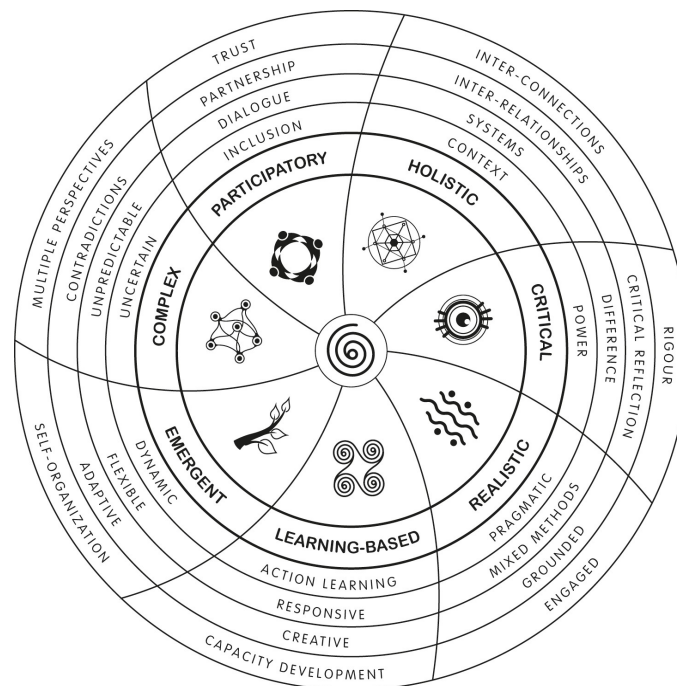 TRUST
PARTNERSHIP
DIALOGUE
INCLUSION
PARTICIPATORY
INTER-CONNECTIONS
INTER-RELATIONSHIPS
SYSTEMS
CONTEXT
HOLISTIC
RIGOUR
CRITICAL REFLECTION
DIFFERENCE
POWER
CRITICAL
REALISTIC
PRAGMATIC
MIXED METHODS
GROUNDED
ENGAGED
LEARNING-BASED
ACTION LEARNING
RESPONSIVE
CREATIVE
CAPACITY DEVELOPMENT
EMERGENT
DYNAMIC
FLEXIBLE
ADAPTIVE
SELF-ORGANIZATION
MULTIPLE PERSPECTIVES
CONTRADICTIONS
UNPREDICTABLE
UNCERTAIN
COMPLEX